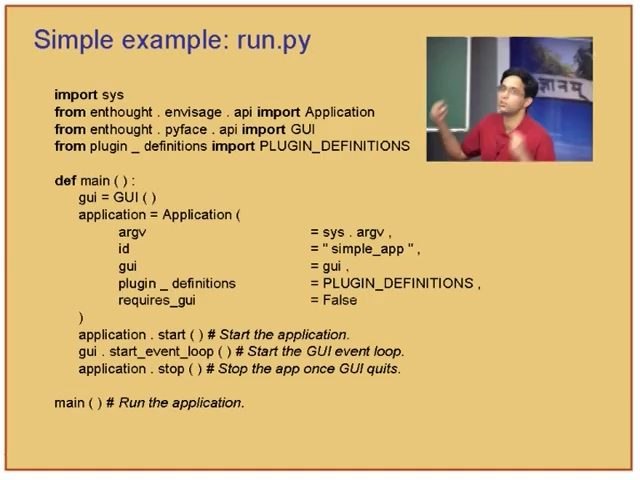 Simple example: run.py
import sys
from enthought . envisage . api import Application
from enthought . pyface . api import GUI
from plugin _ definitions import PLUGIN_DEFINITIONS
def main ( ) :
gui = GUI ( )
application = Application (
argv = sys . argv ,
id = " simple_app " ,
gui = gui ,
plugin _ definitions = PLUGIN_DEFINITIONS ,
requires_gui = False
)
application . start ( ) # Start the application.
gui . start_event_loop ( ) # Start the GUI event loop.
application . stop ( ) # Stop the app once GUI quits.
main ( ) # Run the application.
ज्ञानम्